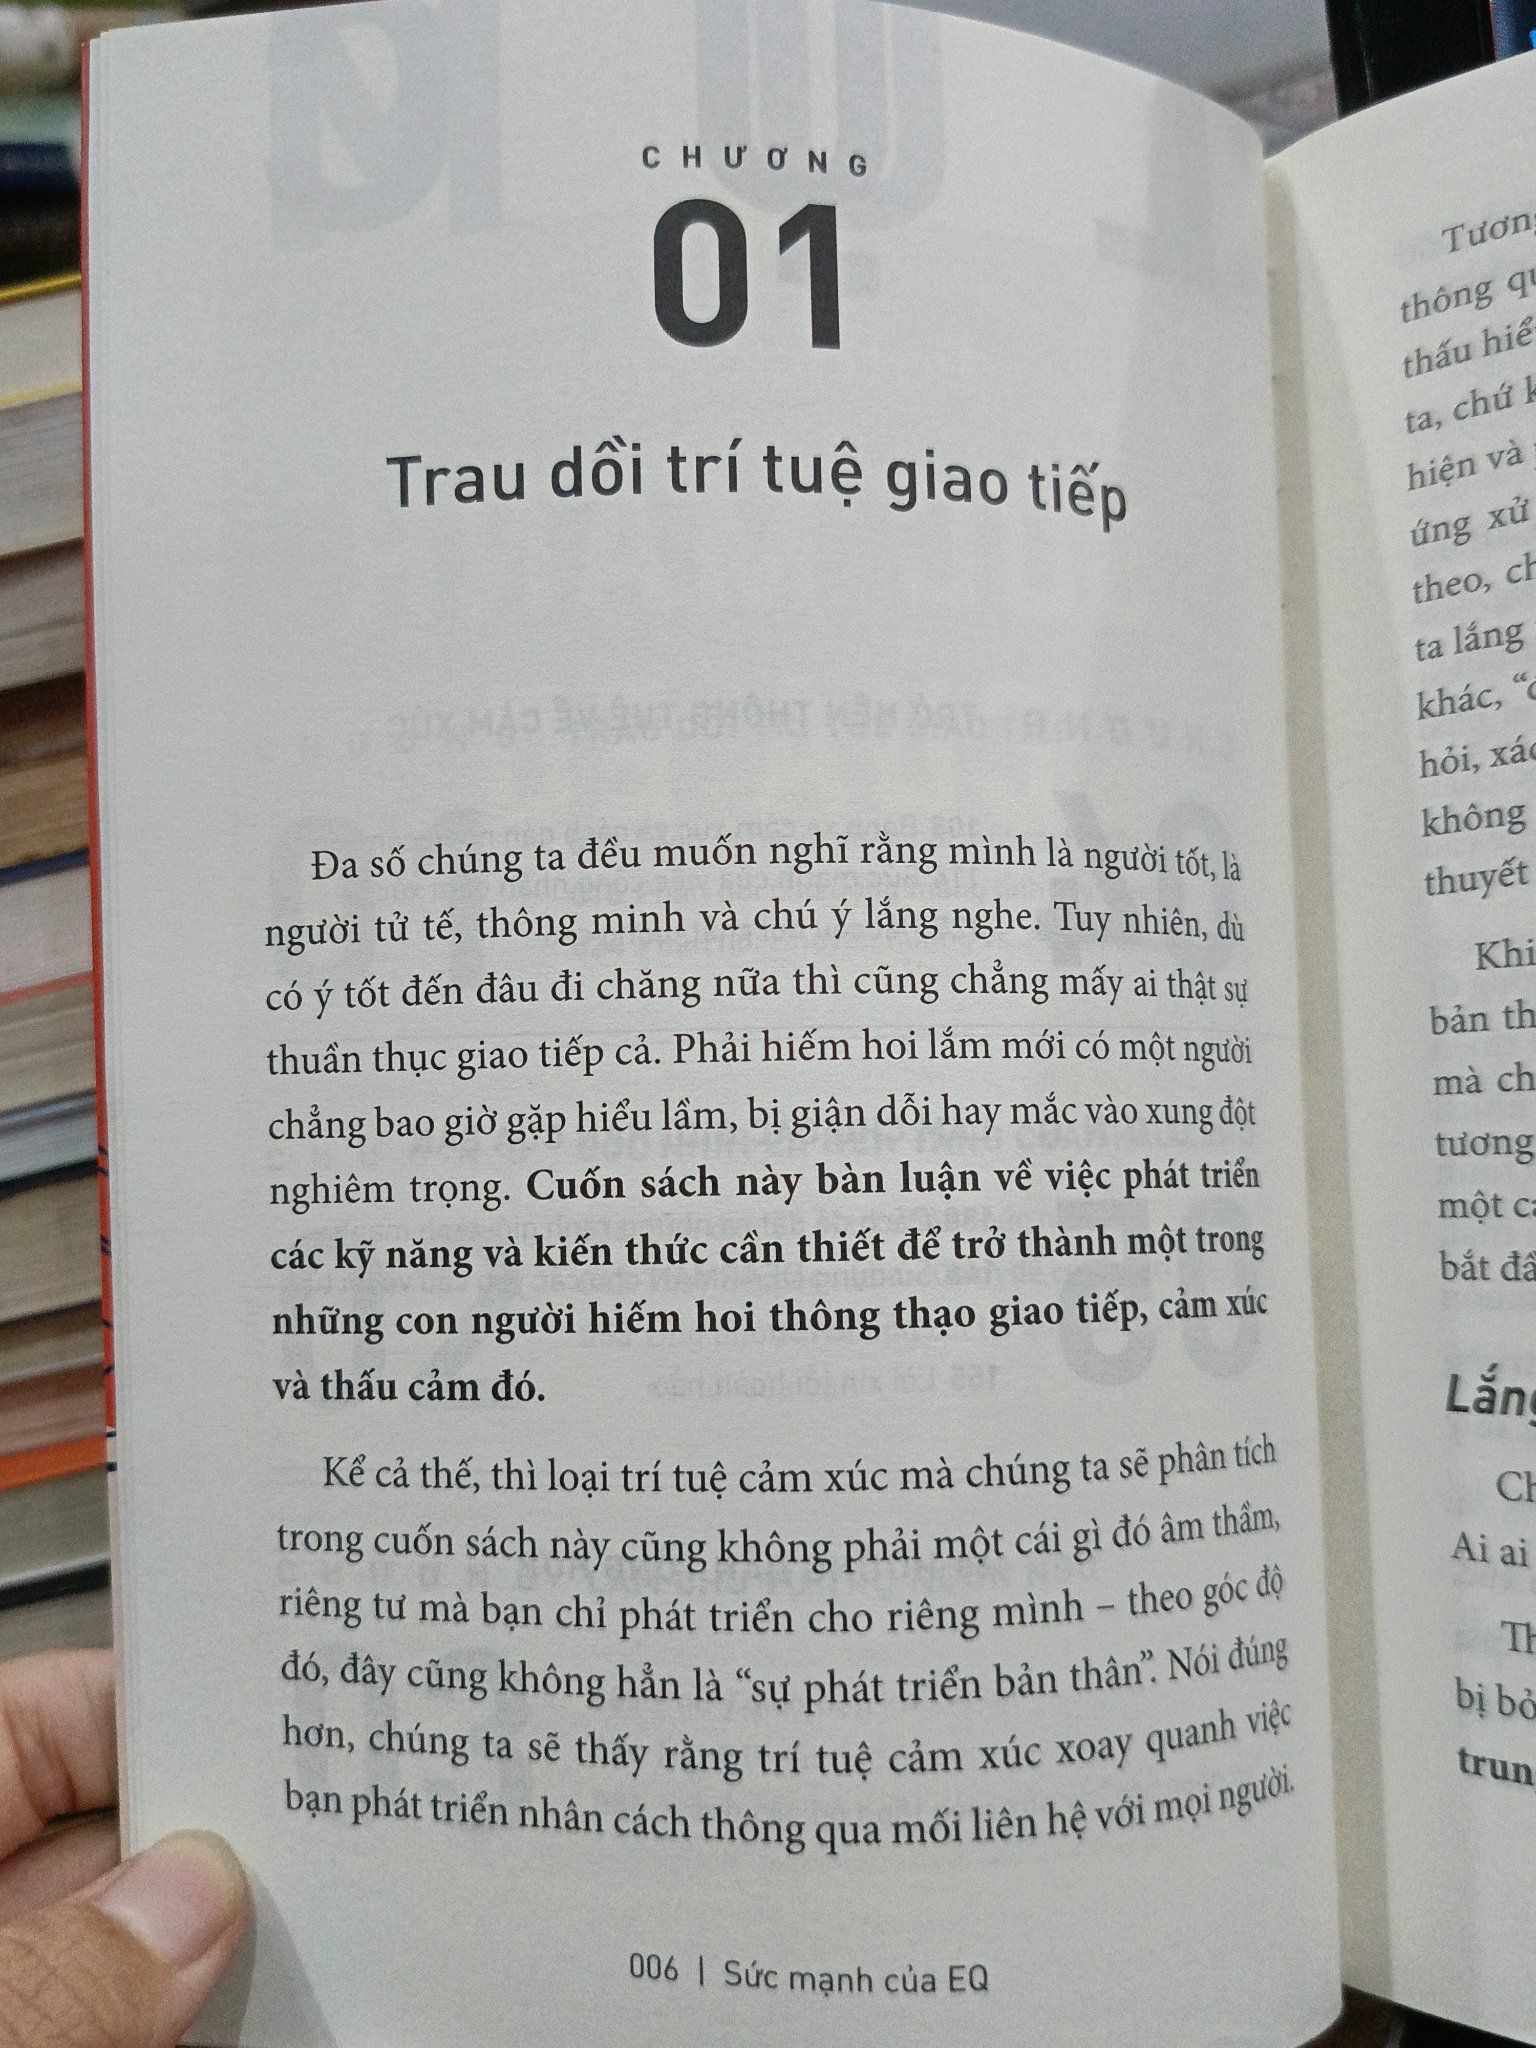 CHƯƠNG
01
Trau dồi trí tuệ giao tiếp
Đa số chúng ta đều muốn nghĩ rằng mình là người tốt, là
người tử tế, thông minh và chú ý lắng nghe. Tuy nhiên, dù
có ý tốt đến đâu đi chăng nữa thì cũng chẳng mấy ai thật sự
thuần thục giao tiếp cả. Phải hiếm hoi lắm mới có một người
chẳng bao giờ gặp hiểu lầm, bị giận dỗi hay mắc vào xung đột
nghiêm trọng. Cuốn sách này bàn luận về việc phát triển
các kỹ năng và kiến thức cần thiết để trở thành một trong
những con người hiếm hoi thông thạo giao tiếp, cảm xúc
và thấu cảm đó.
Kể cả thế, thì loại trí tuệ cảm xúc mà chúng ta sẽ phân tích
trong cuốn sách này cũng không phải một cái gì đó âm thầm,
riêng tư mà bạn chỉ phát triển cho riêng mình – theo góc độ
đó, đây cũng không hẳn là “sự phát triển bản thân”. Nói đúng
hơn, chúng ta sẽ thấy rằng trí tuệ cảm xúc xoay quanh việc
bạn phát triển nhân cách thông qua mối liên hệ với mọi người.
006 | Sức mạnh của EQ
thông
thấu
ta, chứ
hiện và
ứng xử
theo,
ta lắng
khác,
hỏi,
không
thuyết
Khi
bản
mà
tương
một
bắt
Ai ai
bị